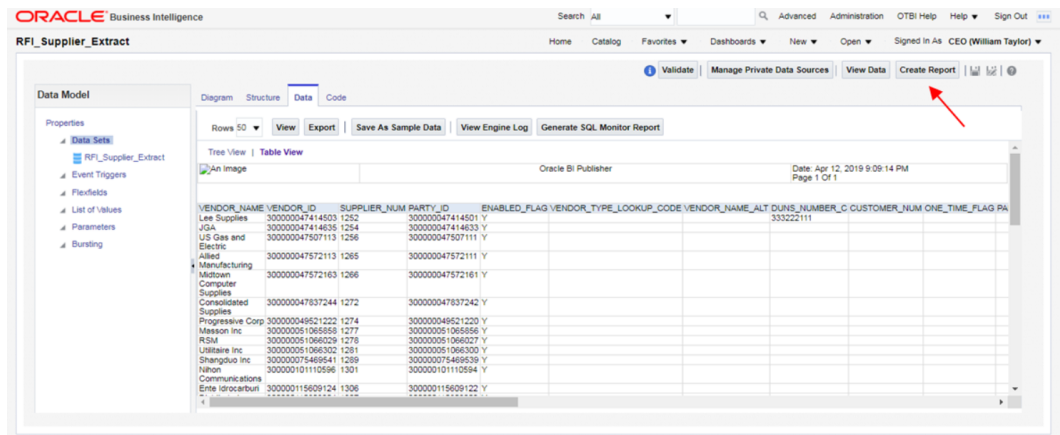 ORACLE Business Intelligence Search All Advanced Administration OTBI Help Help Sign Out
RFI_Supplier_Extract Home Catalog Favorites Dashboards New Open Signed In As CEO (William Taylor)
Validate Manage Private Data Sources View Data Create Report
Data Model
Diagram Structure Data Code
Properties
Data Sets
RFI_Supplier_Extract
Event Triggers
Flexfields
List of Values
Parameters
Bursting
Rows 50 View Export Save As Sample Data View Engine Log Generate SQL Monitor Report
Tree View | Table View
An Image Oracle BI Publisher Date: Apr 12, 2019 9:09:14 PM
Page 1 Of 1
VENDOR_NAME VENDOR_ID SUPPLIER_NUM PARTY_ID ENABLED_FLAG VENDOR_TYPE_LOOKUP_CODE VENDOR_NAME_ALT DUNS_NUMBER_C CUSTOMER_NUM ONE_TIME_FLAG PA
Lee Supplies 300000047414503 1252 300000047414501 Y 333222111
JGA 300000047414635 1254 300000047414633 Y
US Gas and 300000047507113 1256 300000047507111 Y
Electric
Allied 300000047572113 1265 300000047572111 Y
Manufacturing
Midtown 300000047572163 1266 300000047572161 Y
Computer
Supplies
Consolidated 300000047837244 1272 300000047837242 Y
Supplies
Progressive Corp 300000049521222 1274 300000049521220 Y
Masson Inc 300000051065858 1277 300000051065856 Y
RSM 300000051066029 1278 300000051066027 Y
Utilitaire Inc 300000051066302 1281 300000051066300 Y
Shangduo Inc 300000075469541 1289 300000075469539 Y
Nihon 300000101110596 1301 300000101110594 Y
Communications
Ente Idrocarburi 300000115609124 1306 300000115609122 Y